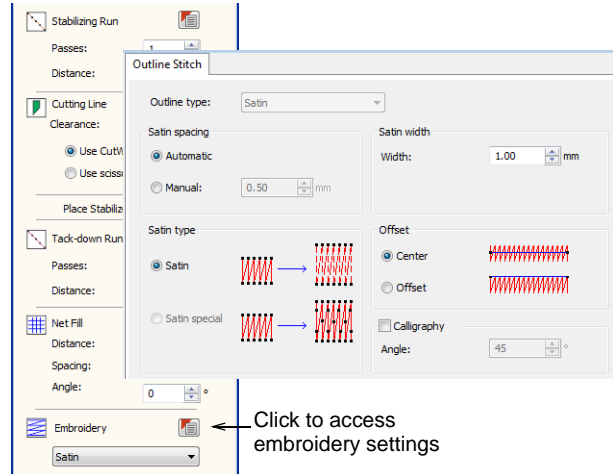 Stabilizing Run
Passes:
1
Distance:
Cutting Line
Clearance:
Use CutW
Use scisso
Place Stabiliz
Tack-down Run
Passes:
Distance:
Net Fill
Distance:
Spacing:
Angle:
0 °
Embroidery
Satin
Outline Stitch
Outline type: Satin
Satin spacing
Automatic
Manual: 0.50 mm
Satin width
Width: 1.00 mm
Satin type
Satin
Satin special
Offset
Center
Offset
Calligraphy
Angle: 45 °
Click to access
embroidery settings